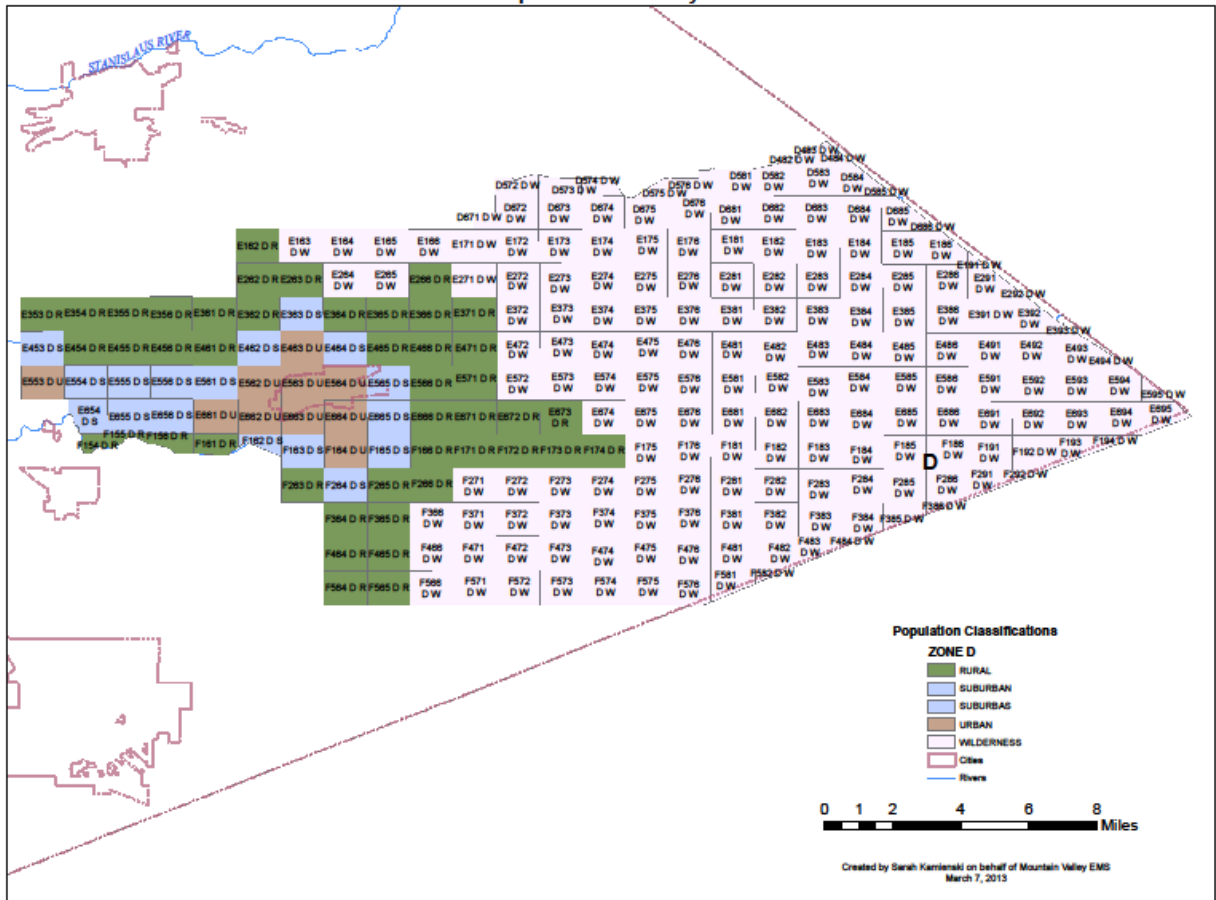 STANISLAUS RIVER
D483 D W
D482 D W D484 D W
D572 D W D574 D W D573 D W D575 D W D576 D W D581 D W D582 D W D583 D W D584 D W D585 D W
D671 D W D672 D W D673 D W D674 D W D675 D W D676 D W D681 D W D682 D W D683 D W D684 D W D685 D W D686 D W
E162 D R E163 D W E164 D W E165 D W E166 D W E171 D W E172 D W E173 D W E174 D W E175 D W E176 D W E181 D W E182 D W E183 D W E184 D W E185 D W E186 D W E191 D W
E262 D R E263 D R E264 D W E265 D W E266 D R E271 D W E272 D W E273 D W E274 D W E275 D W E276 D W E281 D W E282 D W E283 D W E284 D W E285 D W E286 D W E291 D W E292 D W
E353 D R E354 D R E355 D R E356 D R E361 D R E362 D R E363 D S E364 D R E365 D R E366 D R E371 D R E372 D W E373 D W E374 D W E375 D W E376 D W E381 D W E382 D W E383 D W E384 D W E385 D W E386 D W E391 D W E392 D W E393 D W
E453 D S E454 D R E455 D R E456 D R E461 D R E462 D S E463 D U E464 D S E465 D R E466 D R E471 D R E472 D W E473 D W E474 D W E475 D W E476 D W E481 D W E482 D W E483 D W E484 D W E485 D W E486 D W E491 D W E492 D W E493 D W E494 D W
E553 D U E554 D S E555 D S E556 D S E561 D S E562 D U E563 D U E564 D U E565 D S E566 D R E571 D R E572 D W E573 D W E574 D W E575 D W E576 D W E581 D W E582 D W E583 D W E584 D W E585 D W E586 D W E591 D W E592 D W E593 D W E594 D W E595 D W
E654 D S E655 D S E656 D S E661 D U E662 D U E663 D U E664 D U E665 D S E666 D R E671 D R E672 D R E673 D R E674 D W E675 D W E676 D W E681 D W E682 D W E683 D W E684 D W E685 D W E686 D W E691 D W E692 D W E693 D W E694 D W E695 D W
F154 D R F155 D R F156 D R F161 D R F162 D S F163 D S F164 D U F165 D S F166 D R F171 D R F172 D R F173 D R F174 D R F175 D W F176 D W F181 D W F182 D W F183 D W F184 D W F185 D W F186 D W F191 D W F192 D W F193 D W F194 D W
D
F263 D R F264 D S F265 D R F266 D R F271 D W F272 D W F273 D W F274 D W F275 D W F276 D W F281 D W F282 D W F283 D W F284 D W F285 D W F286 D W F291 D W F292 D W
F364 D R F365 D R F366 D W F371 D W F372 D W F373 D W F374 D W F375 D W F376 D W F381 D W F382 D W F383 D W F384 D W F385 D W F386 D W
F464 D R F465 D R F466 D W F471 D W F472 D W F473 D W F474 D W F475 D W F476 D W F481 D W F482 D W F483 D W F484 D W
F564 D R F565 D R F566 D W F571 D W F572 D W F573 D W F574 D W F575 D W F576 D W F581 D W F582 D W
Population Classifications
ZONE D
RURAL
SUBURBAN
SUBURBAS
URBAN
WILDERNESS
Cities
Rivers
0 1 2 4 6 8
Miles
Created by Sarah Kamienski on behalf of Mountain Valley EMS
March 7, 2013